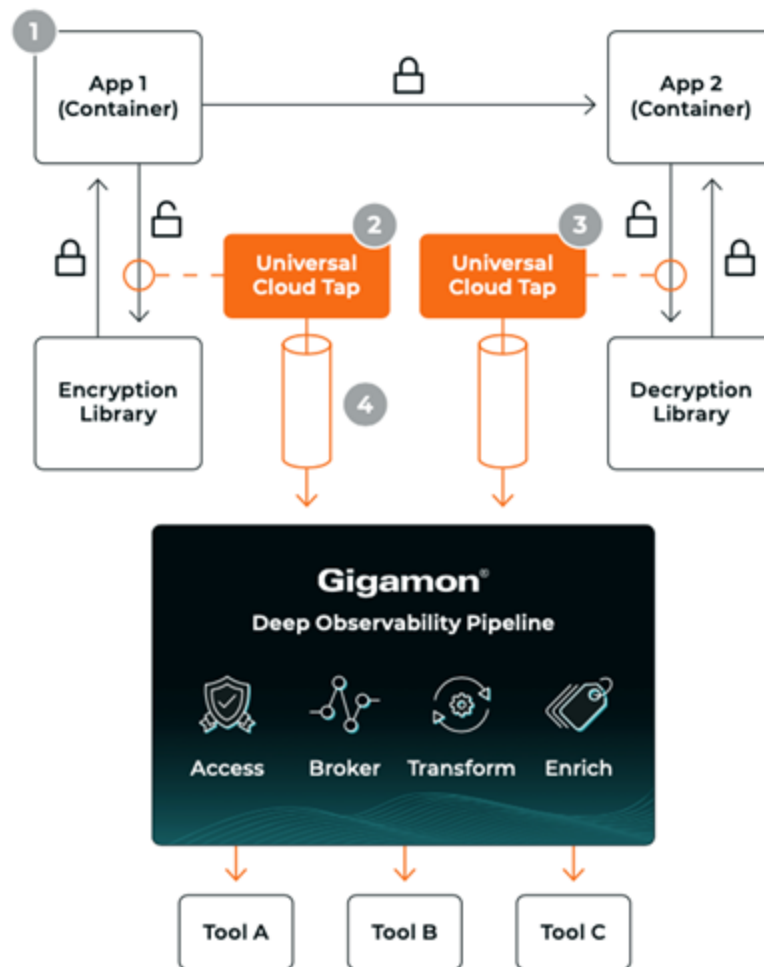 1
App 1
(Container)
App 2
(Container)
2
Universal
Cloud Tap
3
Universal
Cloud Tap
Encryption
Library
4
Decryption
Library
Gigamon®
Deep Observability Pipeline
Access
Broker
Transform
Enrich
Tool A
Tool B
Tool C